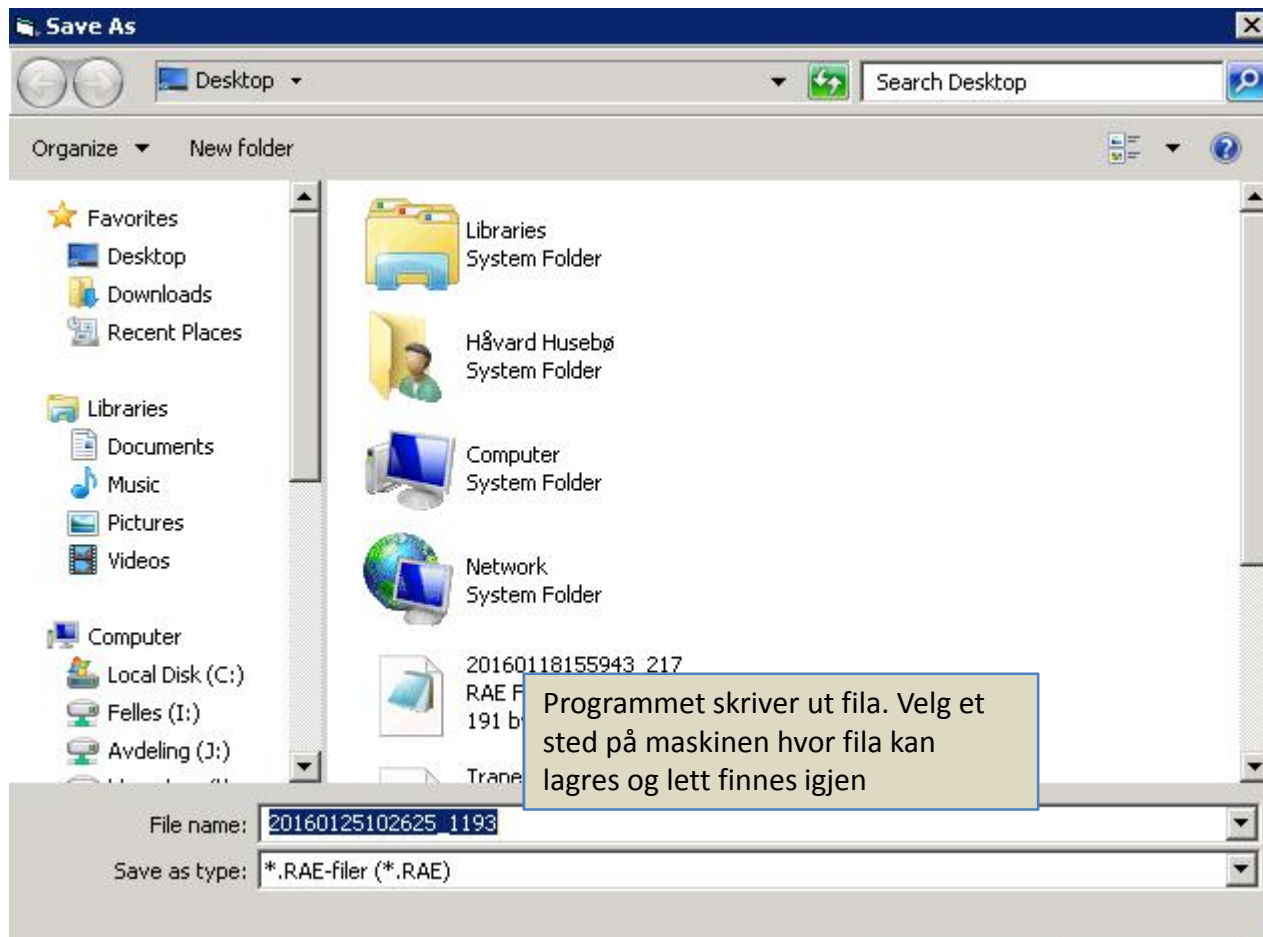 Save As
Desktop
Search Desktop
Organize
New folder
Favorites
Desktop
Downloads
Recent Places
Libraries
Documents
Music
Pictures
Videos
Computer
Local Disk (C:)
Felles (I:)
Avdeling (J:)
Libraries
System Folder
Håvard Husebø
System Folder
Computer
System Folder
Network
System Folder
20160118155943_217
RAE
191
Programmet skriver ut fila. Velg et
sted på maskinen hvor fila kan
lagres og lett finnes igjen
File name: 20160125102625_1193
Save as type: *.RAE-filer (*.RAE)